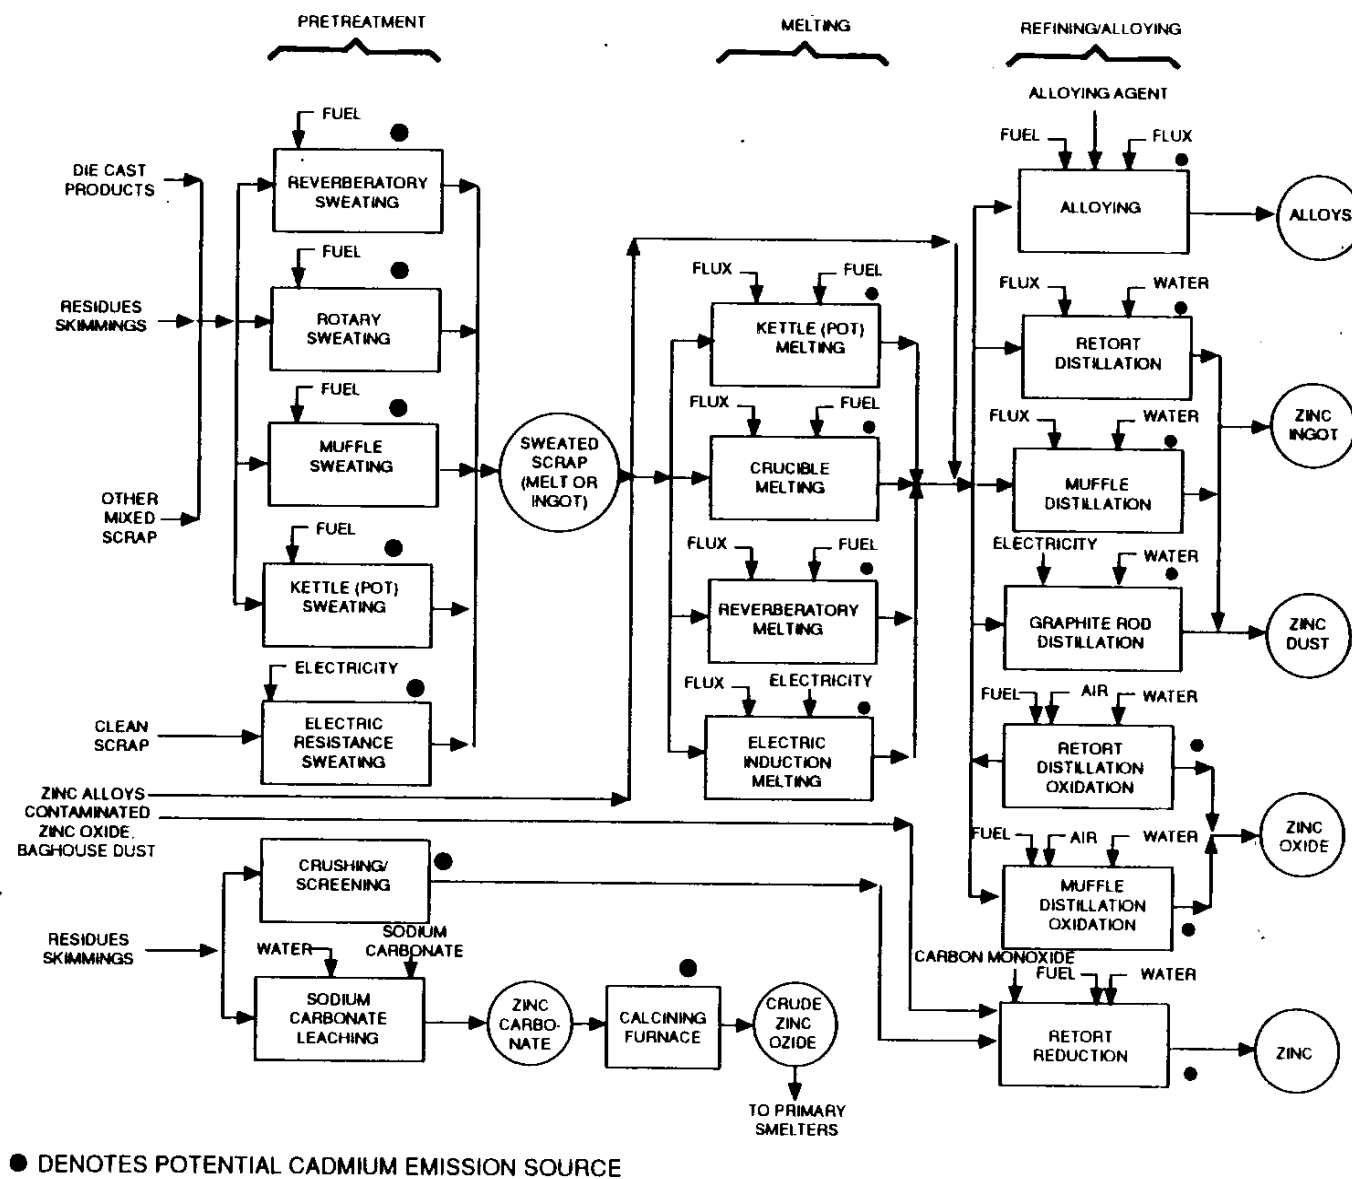 PRETREATMENT
MELTING
REFINING/ALLOYING
ALLOYING AGENT
FUEL
FUEL
FLUX
DIE CAST
PRODUCTS
REVERBERATORY
SWEATING
ALLOYING
ALLOYS
FUEL
FLUX
FUEL
FLUX
WATER
RESIDUES
SKIMMINGS
ROTARY
SWEATING
KETTLE (POT)
MELTING
RETORT
DISTILLATION
FUEL
FLUX
FUEL
FLUX
WATER
ZINC
INGOT
MUFFLE
SWEATING
SWEATED
SCRAP
(MELT OR
INGOT)
CRUCIBLE
MELTING
MUFFLE
DISTILLATION
OTHER
MIXED
SCRAP
FUEL
FLUX
FUEL
ELECTRICITY
WATER
KETTLE (POT)
SWEATING
REVERBERATORY
MELTING
GRAPHITE ROD
DISTILLATION
ZINC
DUST
ELECTRICITY
FLUX
ELECTRICITY
FUEL
AIR
WATER
CLEAN
SCRAP
ELECTRIC
RESISTANCE
SWEATING
ELECTRIC
INDUCTION
MELTING
RETORT
DISTILLATION
OXIDATION
ZINC ALLOYS
CONTAMINATED
ZINC OXIDE,
BAGHOUSE DUST
FUEL
AIR
WATER
ZINC
OXIDE
CRUSHING/
SCREENING
MUFFLE
DISTILLATION
OXIDATION
RESIDUES
SKIMMINGS
WATER
SODIUM
CARBONATE
CARBON MONOXIDE
FUEL
WATER
SODIUM
CARBONATE
LEACHING
ZINC
CARBO-
NATE
CALCINING
FURNACE
CRUDE
ZINC
OZIDE
RETORT
REDUCTION
ZINC
TO PRIMARY
SMELTERS
DENOTES POTENTIAL CADMIUM EMISSION SOURCE